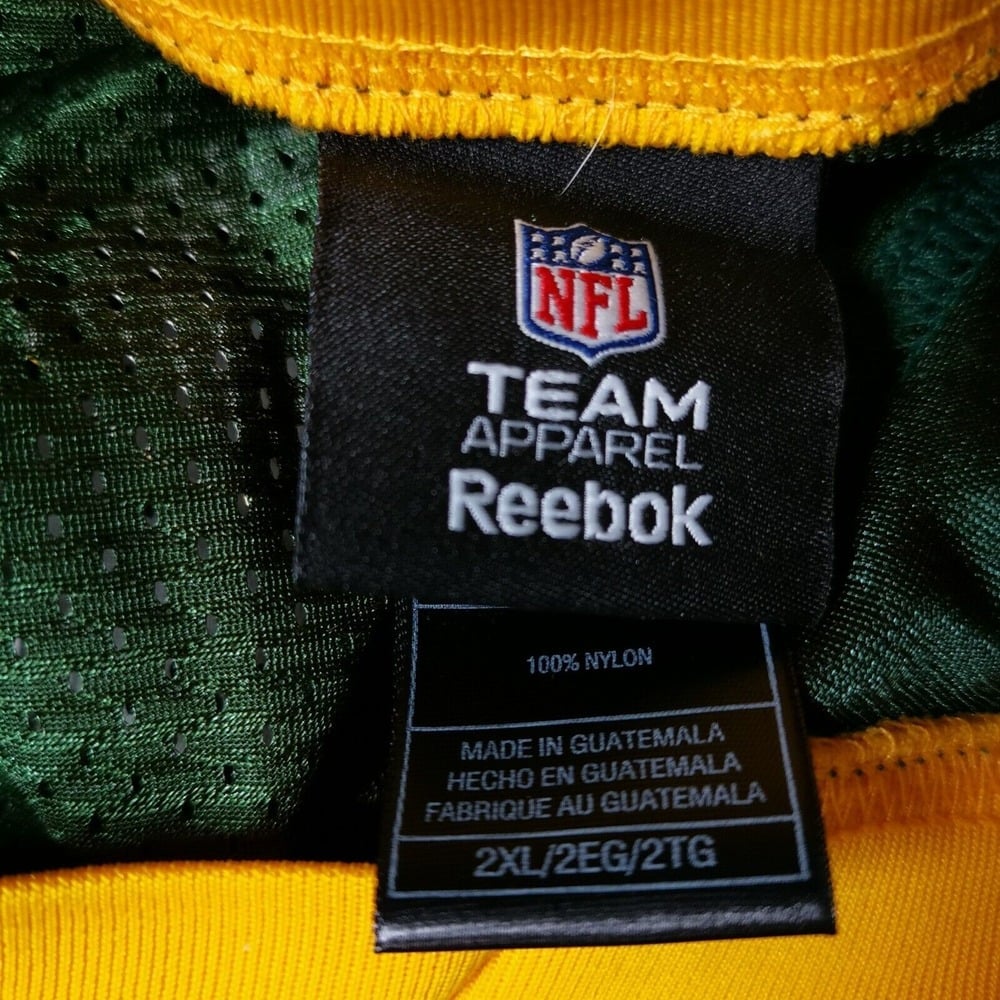 NFL
TEAM
APPAREL
Reebok
100% NYLON
MADE IN GUATEMALA
HECHO EN GUATEMALA
FABRIQUE AU GUATEMALA
2XL/2EG/2TG